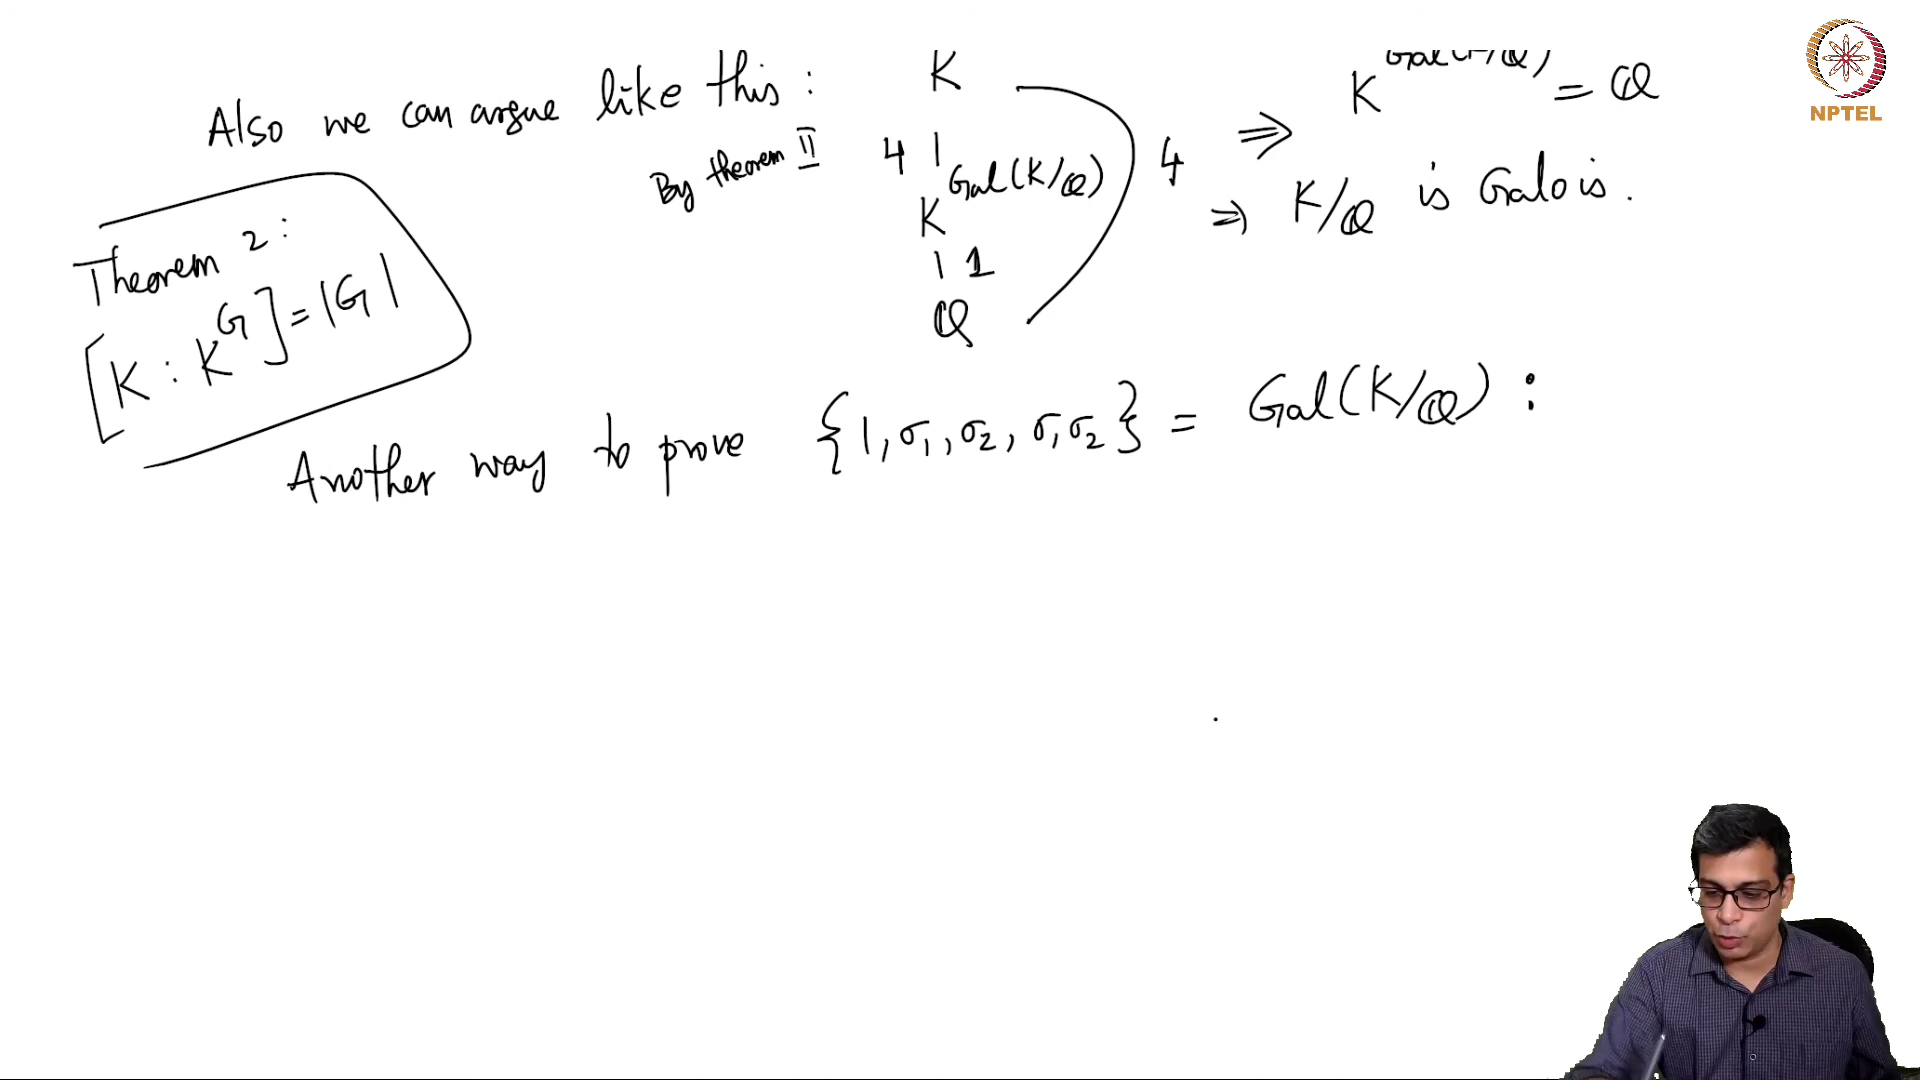 Also we can argue like this :
By theorem II
K
4 | 4
K^Gal(K/ℚ)
| 1
ℚ
⇒ K^Gal(K/ℚ) = ℚ
⇒ K/ℚ is Galois.
Theorem 2:
[K : K^G] = |G|
Another way to prove {1, σ₁, σ₂, σ₁σ₂} = Gal(K/ℚ) :
NPTEL